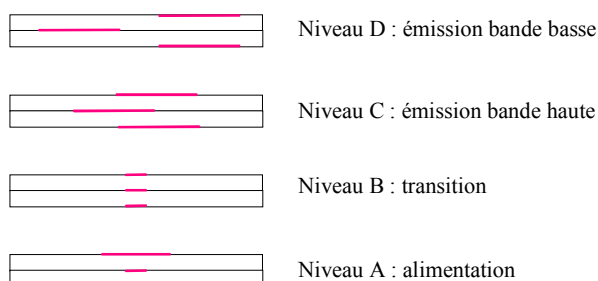 Niveau D : émission bande basse
Niveau C : émission bande haute
Niveau B : transition
Niveau A : alimentation